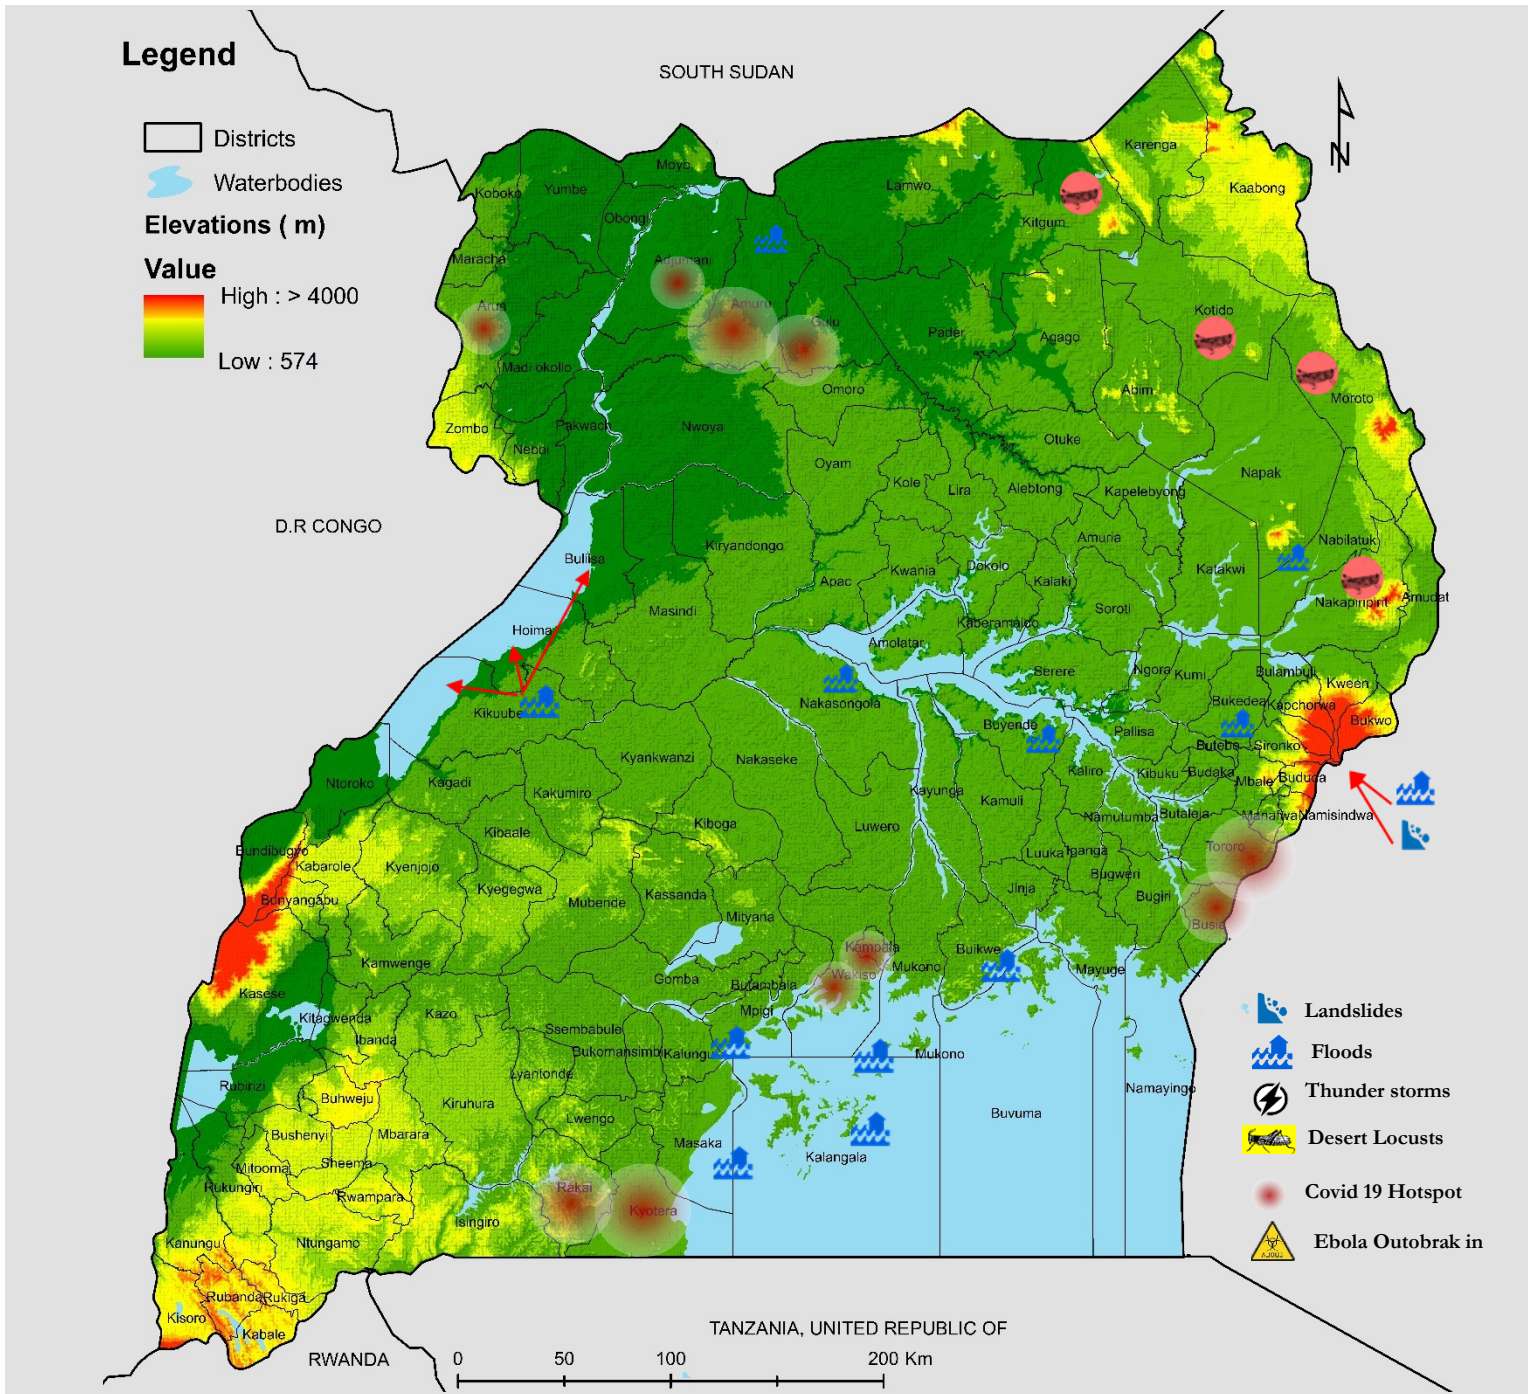 Legend
SOUTH SUDAN
Districts
Waterbodies
Elevations ( m)
Value
High : > 4000
Low : 574
N
Karenga
Kaabong
Moyo
Koboko
Yumbe
Lamwo
Kitgum
Obongi
Maracha
Adjumani
Arua
Amuru
Gulu
Pader
Agago
Kotido
Madi okollo
Omoro
Abim
Moroto
Zombo
Pakwach
Nwoya
Nebbi
Otuke
Oyam
Napak
Kole
Lira
Alebtong
Kapelebyong
D.R CONGO
Buliisa
Kiryandongo
Amuria
Nabilatuk
Kwania
Dokolo
Katakwi
Apac
Kalaki
Masindi
Soroti
Nakapiripirit
Amudat
Hoima
Kaberamaido
Amolatar
Serere
Ngora
Kumi
Bulambuli
Kween
Nakasongola
Kikuube
Bukedea
Kapchorwa
Bukwo
Buyende
Pallisa
Butebo
Sironko
Kyankwanzi
Nakaseke
Ntoroko
Kagadi
Kaliro
Kibuku
Budaka
Mbale
Bududa
Kakumiro
Kayunga
Kamuli
Namutumba
Butaleja
Manafwa
Namisindwa
Kibaale
Kiboga
Luwero
Bundibugyo
Kabarole
Kyenjojo
Luuka
Iganga
Tororo
Bugweri
Kyegegwa
Kassanda
Jinja
Bunyangabu
Mubende
Bugiri
Mityana
Busia
Kampala
Buikwe
Kamwenge
Wakiso
Mukono
Mayuge
Gomba
Butambala
Kasese
Mpigi
Kitagwenda
Kazo
Ssembabule
Landslides
Ibanda
Bukomansimbi
Kalungu
Mukono
Floods
Lyantonde
Rubirizi
Namayingo
Thunder storms
Buhweju
Kiruhura
Buvuma
Lwengo
Bushenyi
Mbarara
Masaka
Desert Locusts
Kalangala
Mitooma
Sheema
Rukungiri
Rwampara
Rakai
Covid 19 Hotspot
Kyotera
Isingiro
Kanungu
Ntungamo
Ebola Outobrak in
Rubanda
Rukiga
Kisoro
Kabale
TANZANIA, UNITED REPUBLIC OF
RWANDA
0 50 100 200 Km